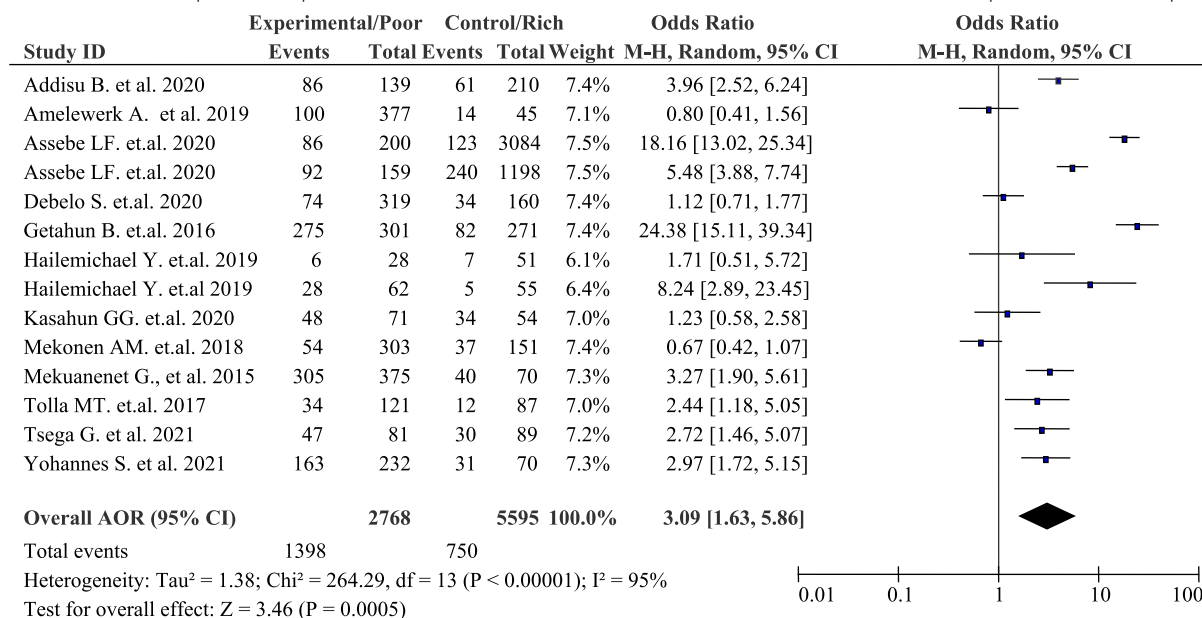 Experimental/Poor Control/Rich Odds Ratio Odds Ratio
Study ID Events Total Events Total Weight M-H, Random, 95% CI M-H, Random, 95% CI
Addisu B. et al. 2020 86 139 61 210 7.4% 3.96 [2.52, 6.24]
Amelewerk A. et al. 2019 100 377 14 45 7.1% 0.80 [0.41, 1.56]
Assebe LF. et.al. 2020 86 200 123 3084 7.5% 18.16 [13.02, 25.34]
Assebe LF. et.al. 2020 92 159 240 1198 7.5% 5.48 [3.88, 7.74]
Debelo S. et.al. 2020 74 319 34 160 7.4% 1.12 [0.71, 1.77]
Getahun B. et.al. 2016 275 301 82 271 7.4% 24.38 [15.11, 39.34]
Hailemichael Y. et.al. 2019 6 28 7 51 6.1% 1.71 [0.51, 5.72]
Hailemichael Y. et.al 2019 28 62 5 55 6.4% 8.24 [2.89, 23.45]
Kasahun GG. et.al. 2020 48 71 34 54 7.0% 1.23 [0.58, 2.58]
Mekonen AM. et.al. 2018 54 303 37 151 7.4% 0.67 [0.42, 1.07]
Mekuanenet G., et al. 2015 305 375 40 70 7.3% 3.27 [1.90, 5.61]
Tolla MT. et.al. 2017 34 121 12 87 7.0% 2.44 [1.18, 5.05]
Tsega G. et al. 2021 47 81 30 89 7.2% 2.72 [1.46, 5.07]
Yohannes S. et al. 2021 163 232 31 70 7.3% 2.97 [1.72, 5.15]
Overall AOR (95% CI) 2768 5595 100.0% 3.09 [1.63, 5.86]
Total events 1398 750
Heterogeneity: Tau² = 1.38; Chi² = 264.29, df = 13 (P < 0.00001); I² = 95%
Test for overall effect: Z = 3.46 (P = 0.0005)
0.01 0.1 1 10 100